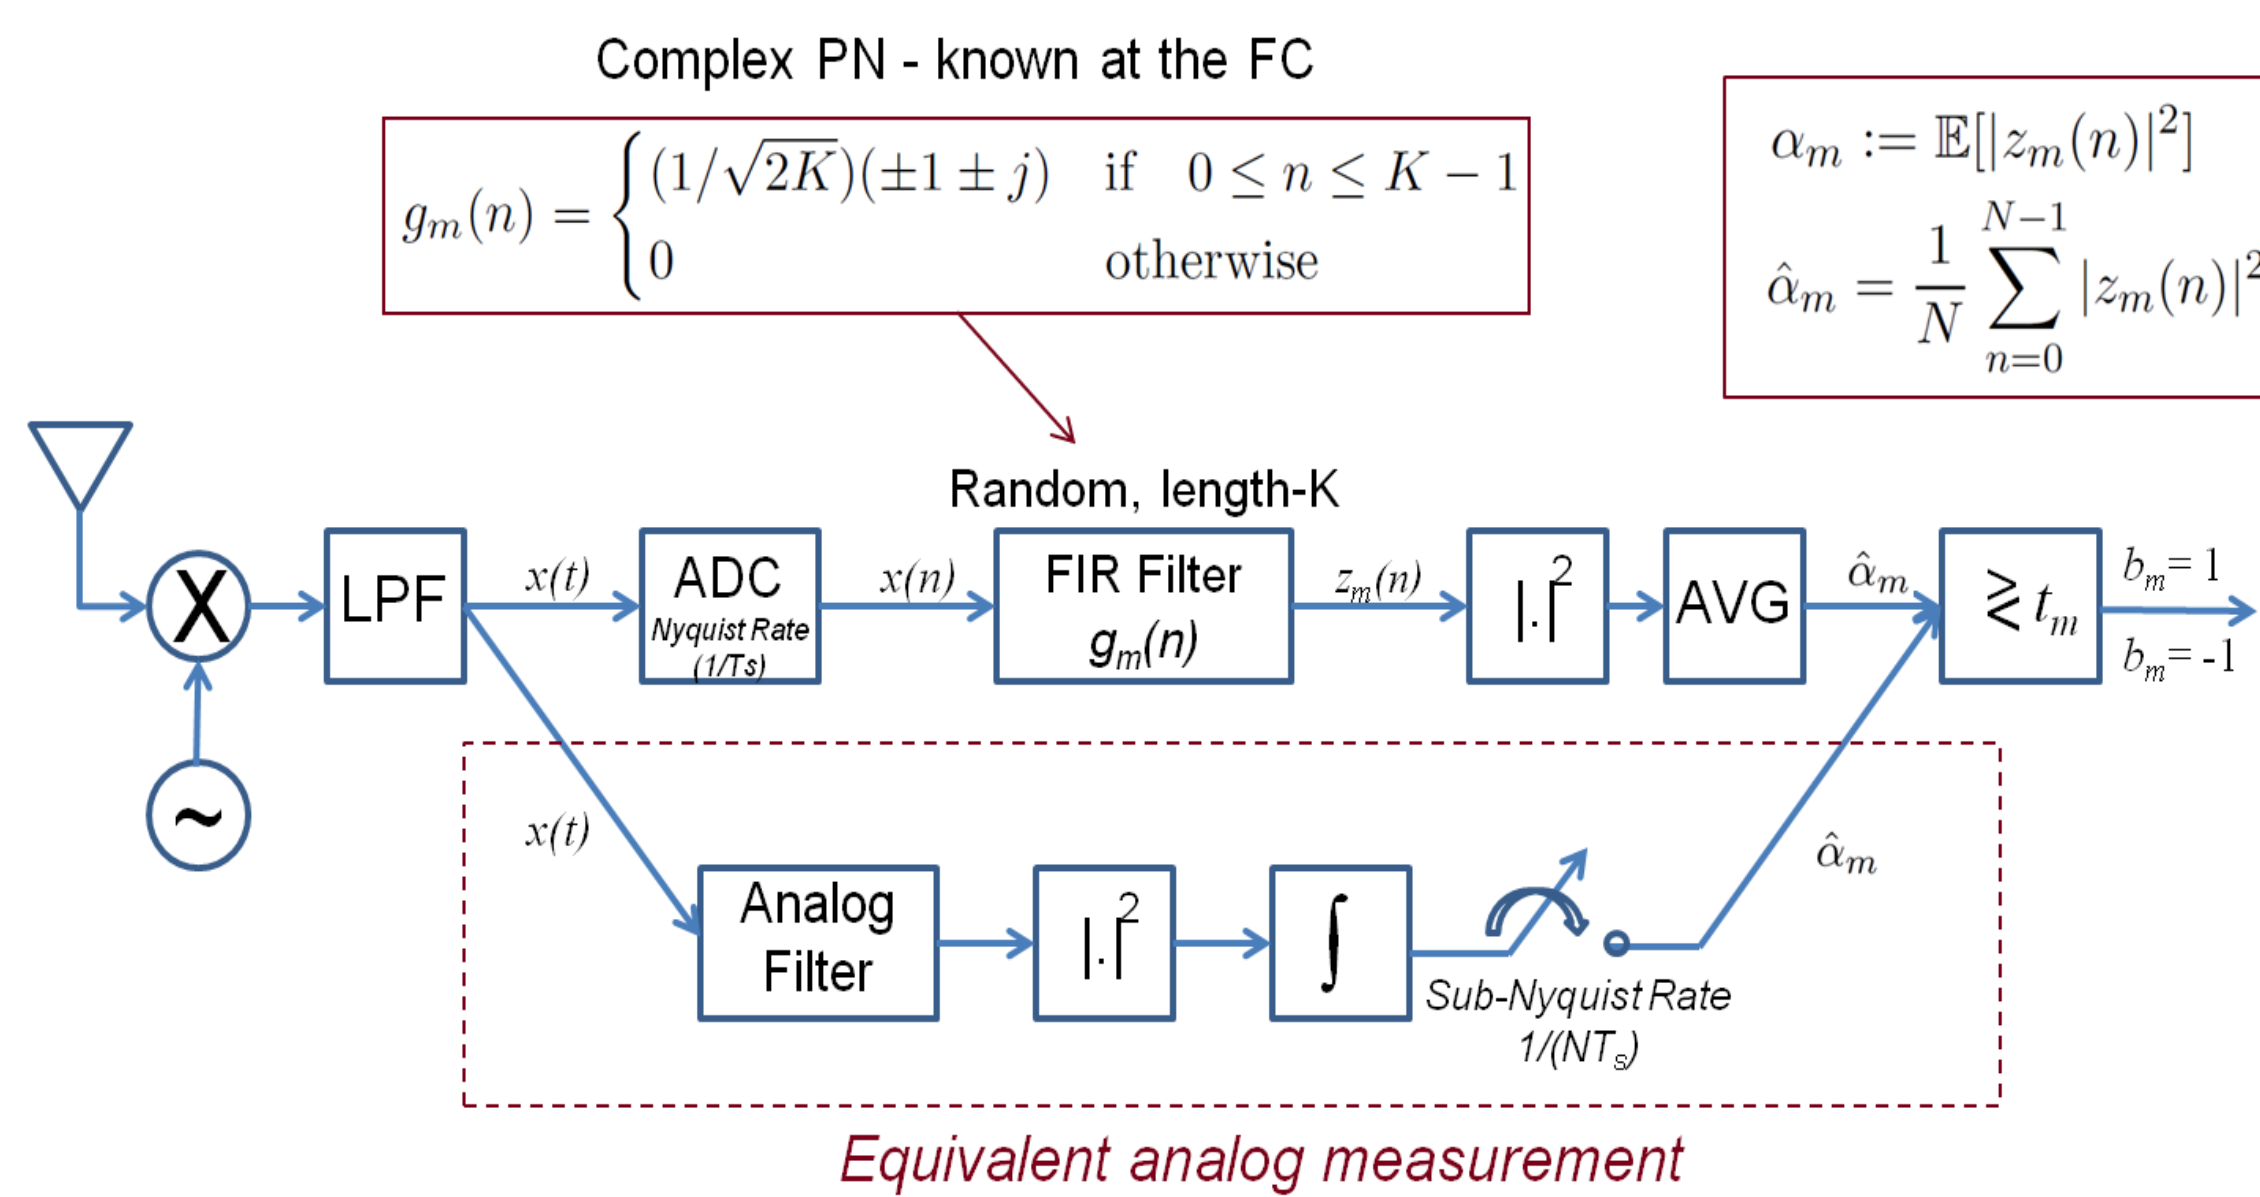 Complex PN - known at the FC
g_m(n) = { (1/√2K)(±1 ± j) if 0 ≤ n ≤ K − 1
0 otherwise
α_m := 𝔼[|z_m(n)|²]
α̂_m = 1/N ∑_{n=0}^{N−1} |z_m(n)|²
Random, length-K
X
LPF
x(t)
ADC
Nyquist Rate
(1/Ts)
x(n)
FIR Filter
g_m(n)
z_m(n)
|.|²
AVG
α̂_m
≷ t_m
b_m= 1
b_m= -1
~
x(t)
Analog
Filter
|.|²
∫
Sub-Nyquist Rate
1/(NT_s)
α̂_m
Equivalent analog measurement